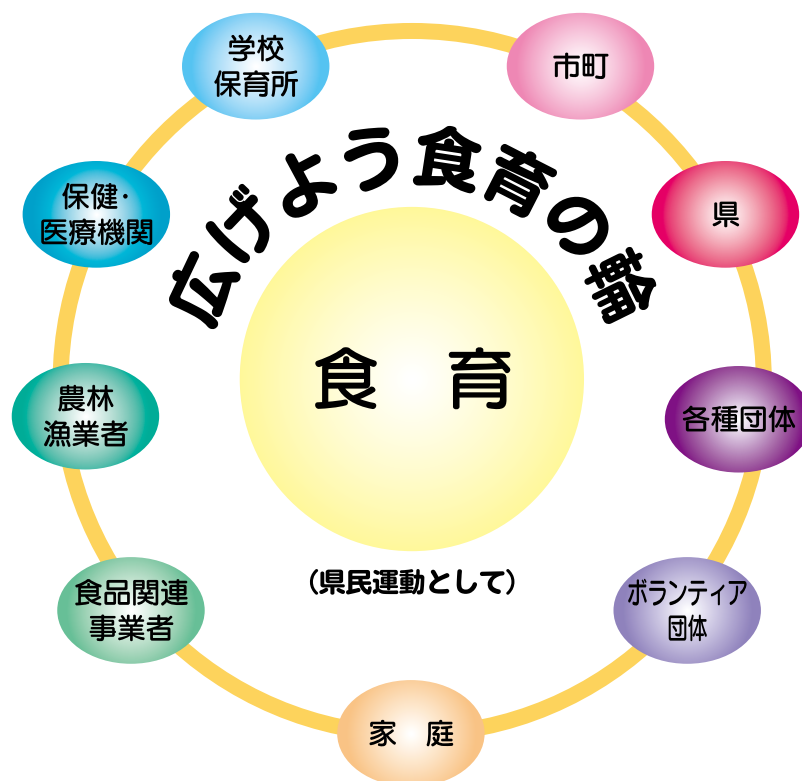 学校
保育所
市町
保健・
医療機関
県
広げよう食育の輪
食 育
農林
漁業者
各種団体
(県民運動として)
食品関連
事業者
ボランティア
団体
家 庭